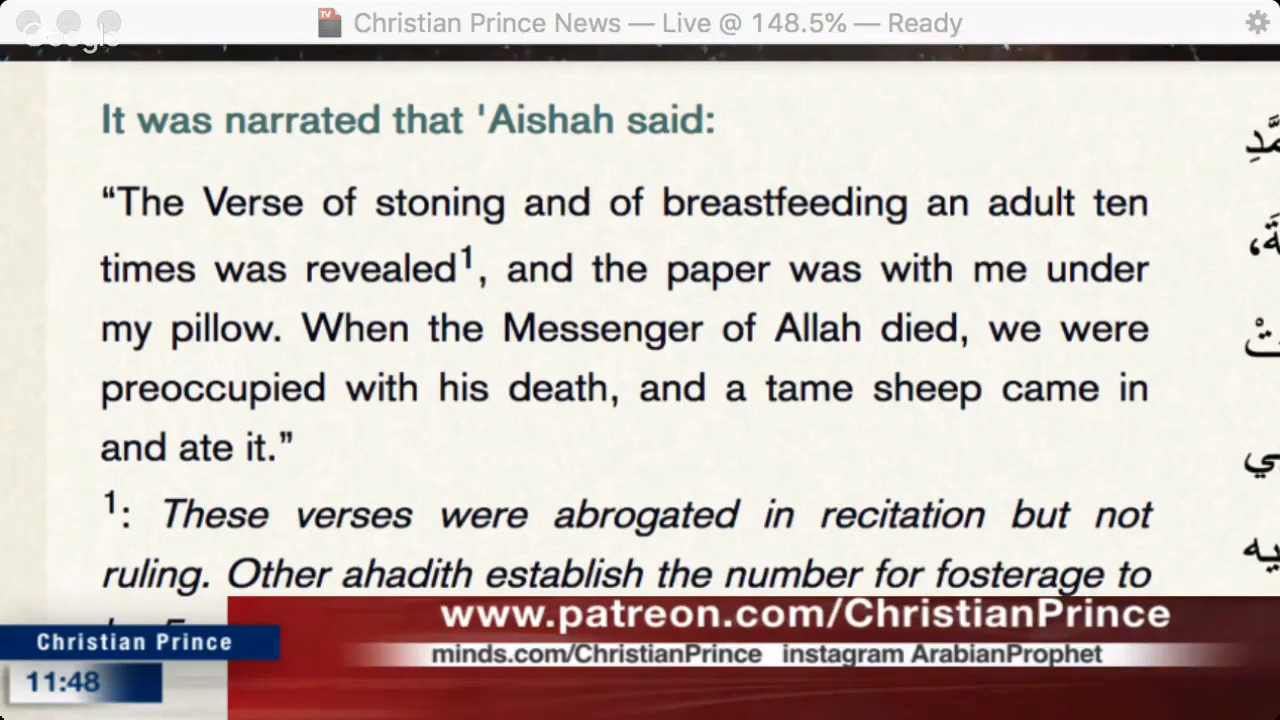 Christian Prince News — Live @ 148.5% — Ready
Google
It was narrated that 'Aishah said:
“The Verse of stoning and of breastfeeding an adult ten
times was revealed¹, and the paper was with me under
my pillow. When the Messenger of Allah died, we were
preoccupied with his death, and a tame sheep came in
and ate it.”
¹: These verses were abrogated in recitation but not
ruling. Other ahadith establish the number for fosterage to
www.patreon.com/ChristianPrince
Christian Prince
minds.com/ChristianPrince instagram ArabianProphet
11:48